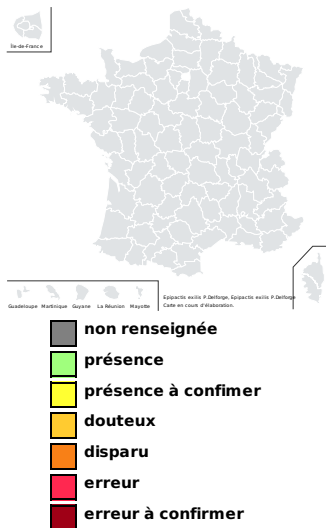 Île-de-France
Guadeloupe Martinique Guyane La Réunion Mayotte
Epipactis exilis P.Delforge, Epipactis exilis P.Delforge
Carte en cours d'élaboration.
non renseignée
présence
présence à confimer
douteux
disparu
erreur
erreur à confirmer